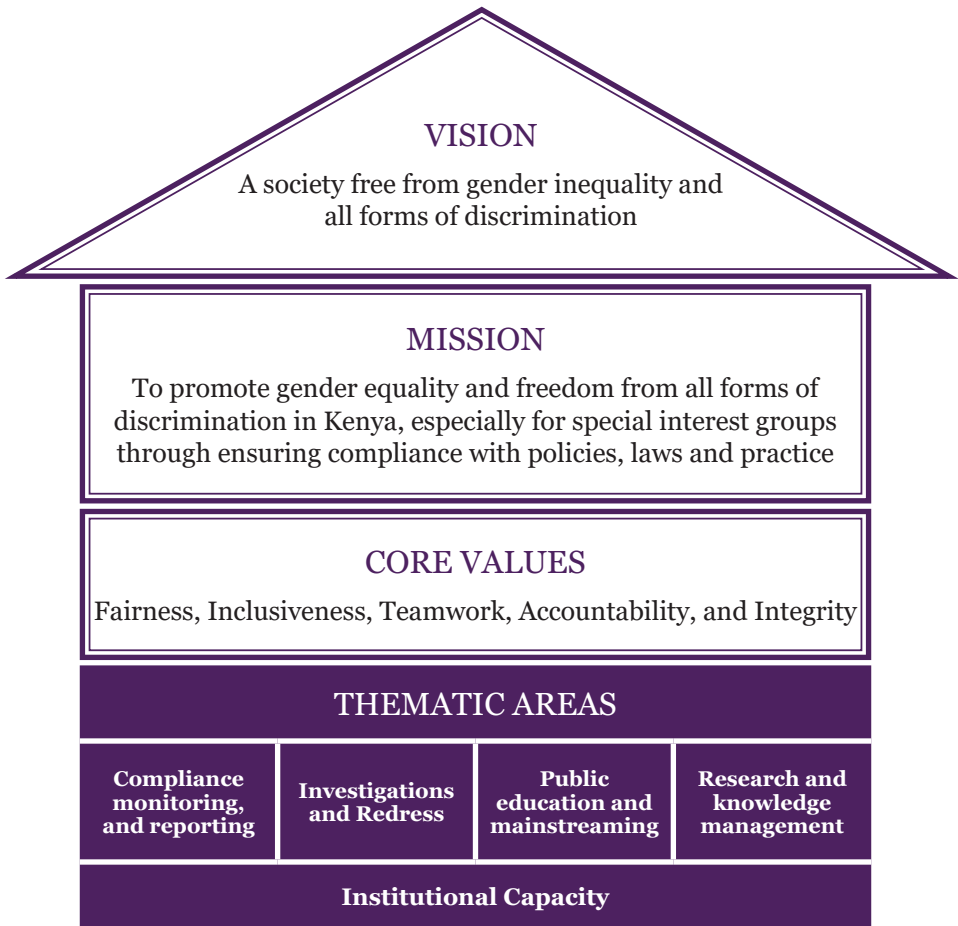 VISION
A society free from gender inequality and
all forms of discrimination
MISSION
To promote gender equality and freedom from all forms of
discrimination in Kenya, especially for special interest groups
through ensuring compliance with policies, laws and practice
CORE VALUES
Fairness, Inclusiveness, Teamwork, Accountability, and Integrity
THEMATIC AREAS
Compliance
monitoring,
and reporting
Investigations
and Redress
Public
education and
mainstreaming
Research and
knowledge
management
Institutional Capacity